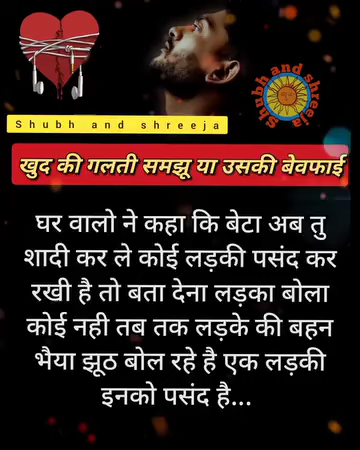 Shubh and shreeja
Shubh and shreeja
खुद की गलती समझू या उसकी बेवफाई
घर वालो ने कहा कि बेटा अब तु
शादी कर ले कोई लड़की पसंद कर
रखी है तो बता देना लड़का बोला
कोई नही तब तक लड़के की बहन
भैया झूठ बोल रहे है एक लड़की
इनको पसंद है...